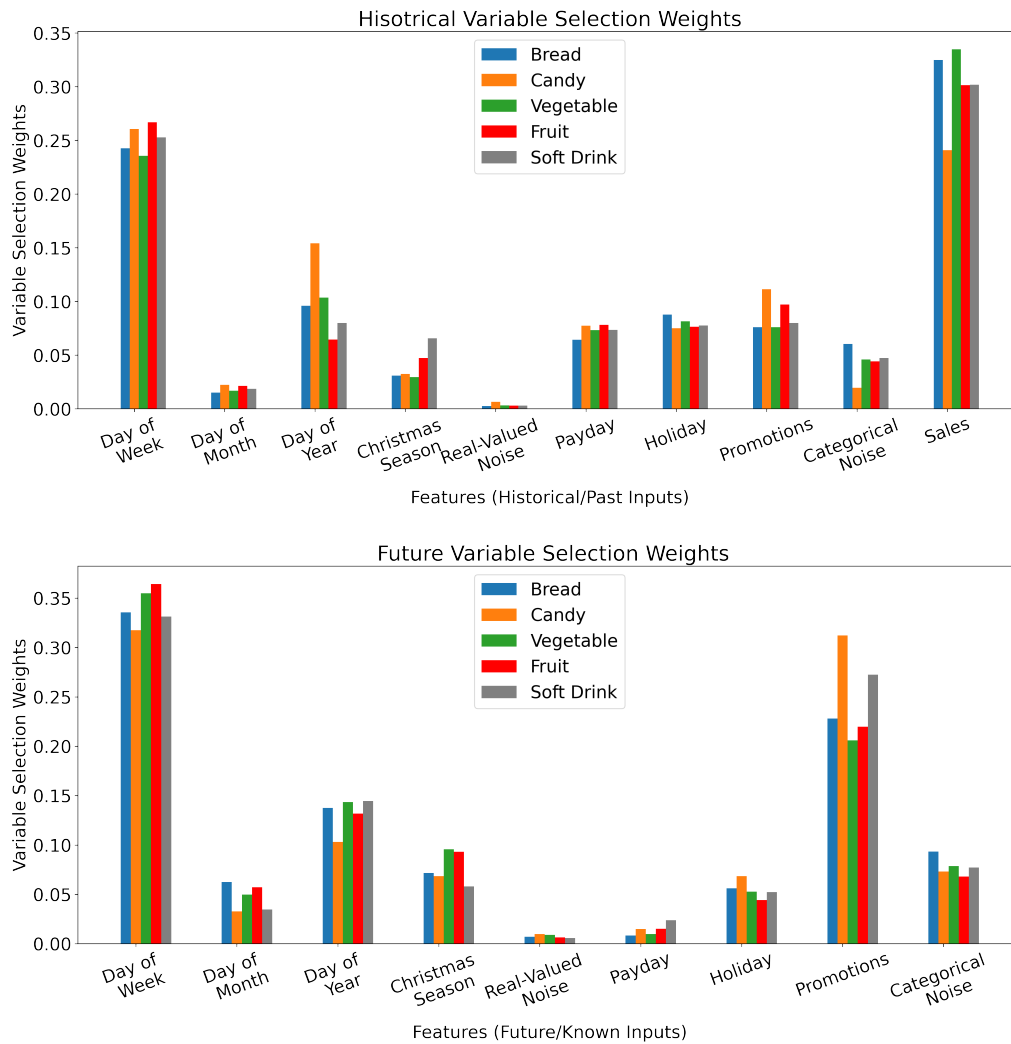 Hisotrical Variable Selection Weights
Variable Selection Weights
0.35
0.30
0.25
0.20
0.15
0.10
0.05
0.00
Bread
Candy
Vegetable
Fruit
Soft Drink
Day of
Week
Day of
Month
Day of
Year
Christmas
Season
Real-Valued
Noise
Payday
Holiday
Promotions
Categorical
Noise
Sales
Features (Historical/Past Inputs)
Future Variable Selection Weights
Variable Selection Weights
0.35
0.30
0.25
0.20
0.15
0.10
0.05
0.00
Bread
Candy
Vegetable
Fruit
Soft Drink
Day of
Week
Day of
Month
Day of
Year
Christmas
Season
Real-Valued
Noise
Payday
Holiday
Promotions
Categorical
Noise
Features (Future/Known Inputs)